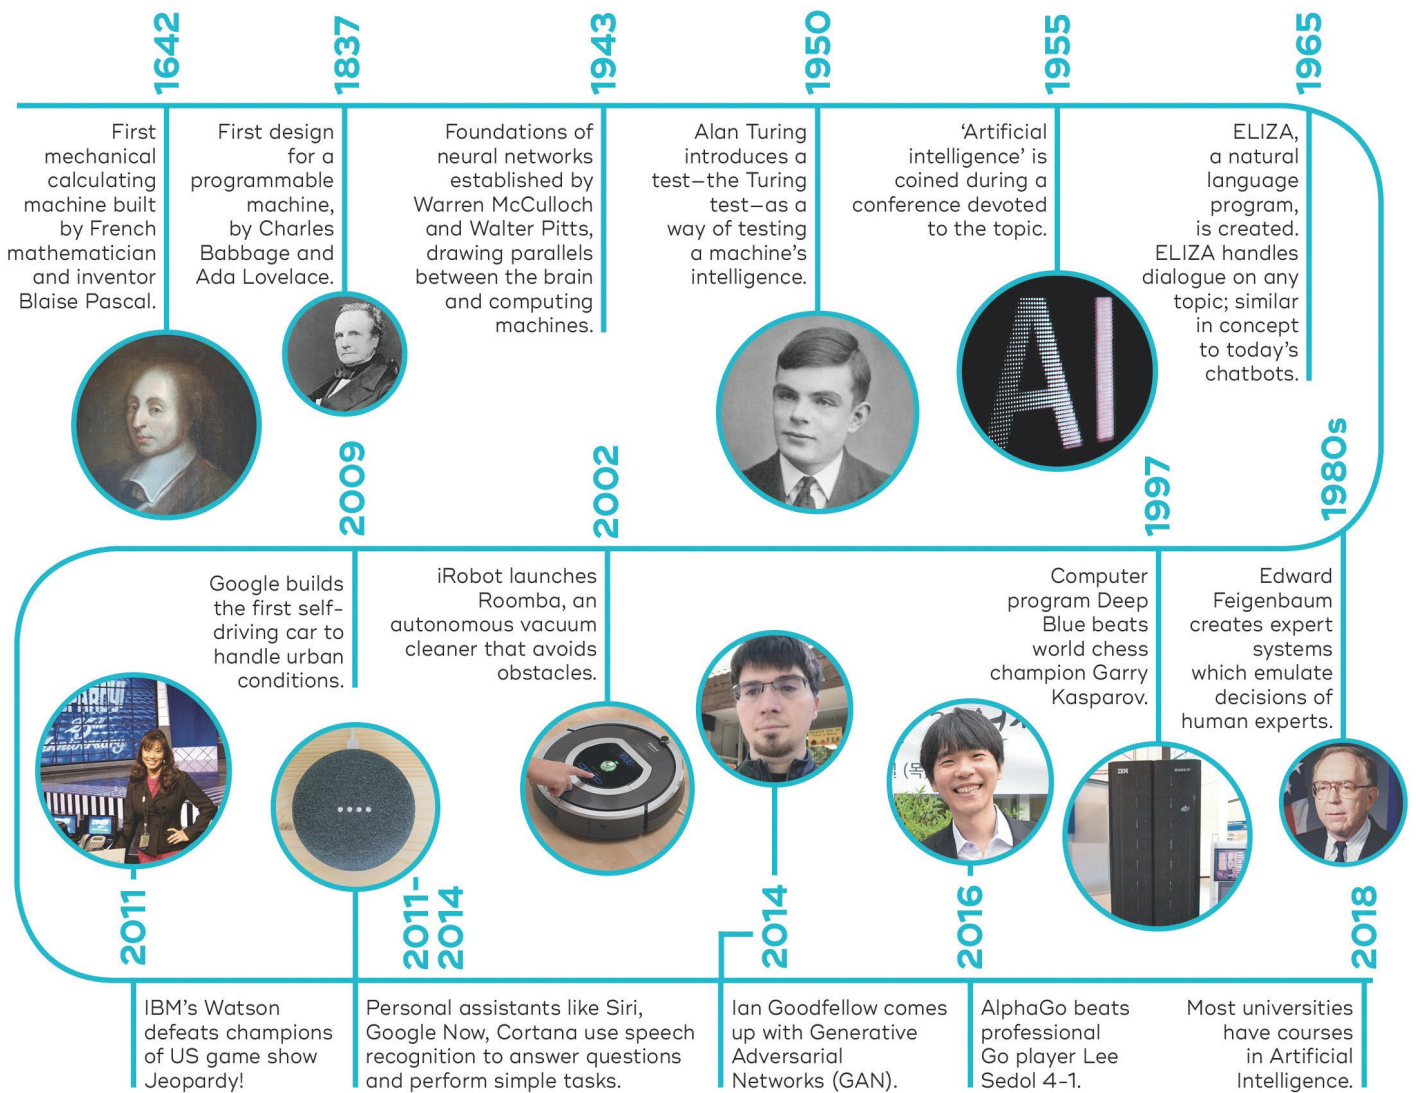 1642
First
mechanical
calculating
machine built
by French
mathematician
and inventor
Blaise Pascal.
1837
First design
for a
programmable
machine,
by Charles
Babbage and
Ada Lovelace.
1943
Foundations of
neural networks
established by
Warren McCulloch
and Walter Pitts,
drawing parallels
between the brain
and computing
machines.
1950
Alan Turing
introduces a
test—the Turing
test—as a
way of testing
a machine’s
intelligence.
1955
‘Artificial
intelligence’ is
coined during a
conference devoted
to the topic.
AI
1965
ELIZA,
a natural
language
program,
is created.
ELIZA handles
dialogue on any
topic; similar
in concept
to today’s
chatbots.
1980s
Edward
Feigenbaum
creates expert
systems
which emulate
decisions of
human experts.
1997
Computer
program Deep
Blue beats
world chess
champion Garry
Kasparov.
IBM
2002
iRobot launches
Roomba, an
autonomous vacuum
cleaner that avoids
obstacles.
2009
Google builds
the first self-
driving car to
handle urban
conditions.
2011
IBM’s Watson
defeats champions
of US game show
Jeopardy!
2011-
2014
Personal assistants like Siri,
Google Now, Cortana use speech
recognition to answer questions
and perform simple tasks.
2014
Ian Goodfellow comes
up with Generative
Adversarial
Networks (GAN).
2016
AlphaGo beats
professional
Go player Lee
Sedol 4-1.
2018
Most universities
have courses
in Artificial
Intelligence.